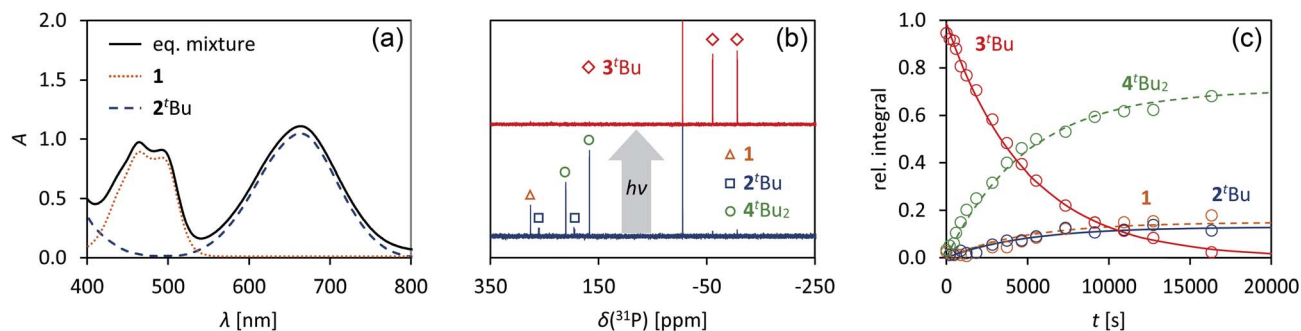 2.0
1.5
1.0
0.5
0.0
A
400
500
600
700
800
λ [nm]
(a)
eq. mixture
1
2ᵗBu
(b)
3ᵗBu
hν
1
2ᵗBu
4ᵗBu₂
350
150
-50
-250
δ(³¹P) [ppm]
(c)
1.0
0.8
0.6
0.4
0.2
0.0
rel. integral
3ᵗBu
4ᵗBu₂
1
2ᵗBu
0
5000
10000
15000
20000
t [s]